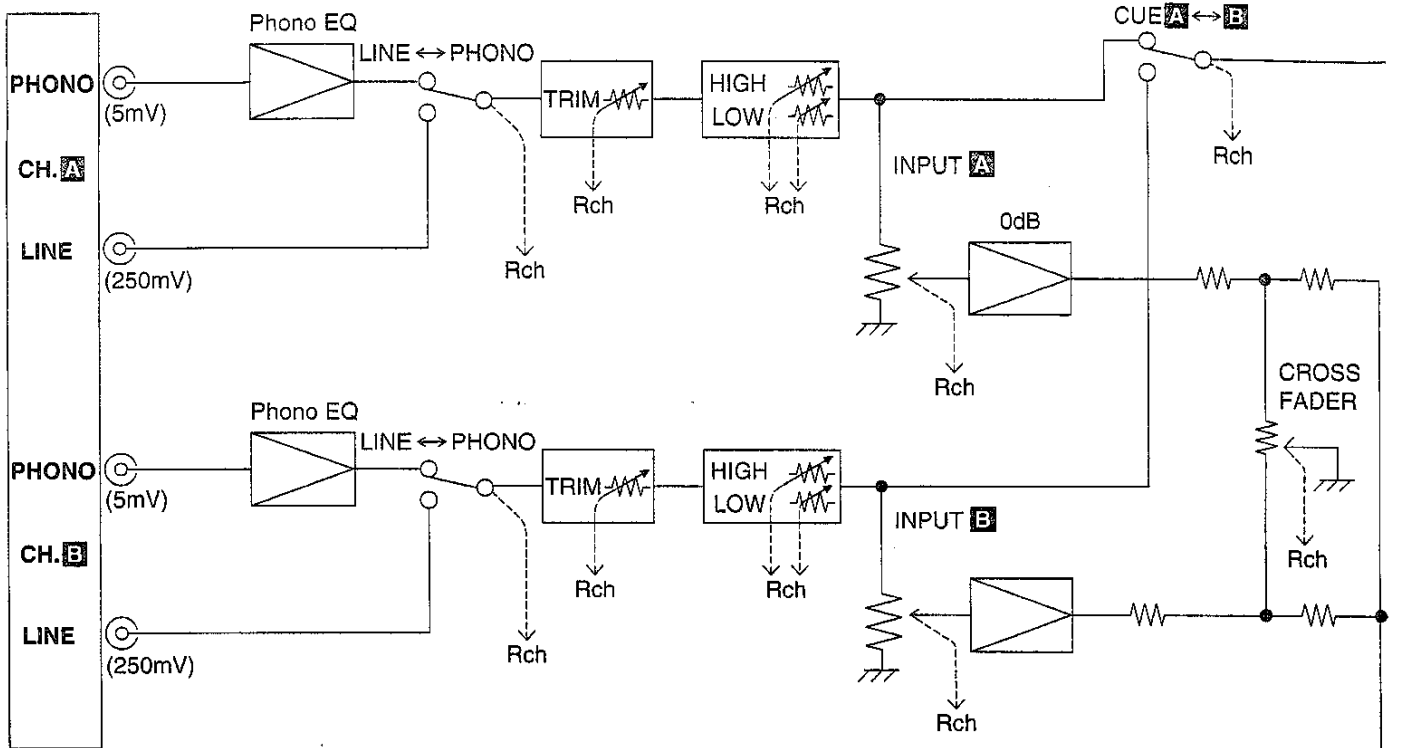 Phono EQ
LINE ↔ PHONO
CUE A ↔ B
PHONO
(5mV)
TRIM
HIGH
LOW
CH. A
INPUT A
Rch
Rch
Rch
Rch
LINE
(250mV)
0dB
Rch
CROSS
FADER
Phono EQ
LINE ↔ PHONO
PHONO
(5mV)
TRIM
HIGH
LOW
CH. B
INPUT B
Rch
Rch
Rch
LINE
(250mV)
Rch
Rch
Rch